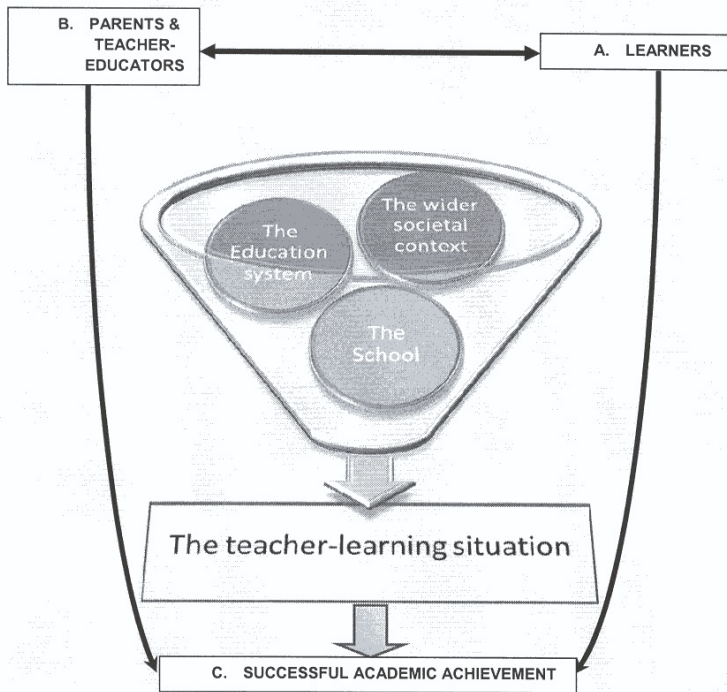 B. PARENTS &
TEACHER-
EDUCATORS
A. LEARNERS
The wider
societal
context
The
Education
system
The
School
The teacher-learning situation
C. SUCCESSFUL ACADEMIC ACHIEVEMENT